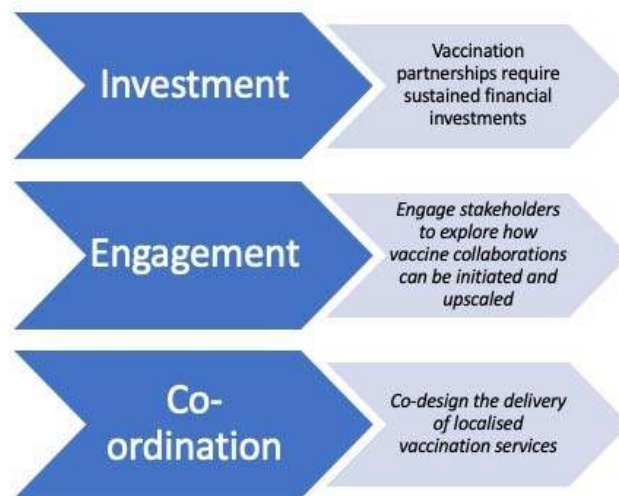 Investment
Vaccination
partnerships require
sustained financial
investments
Engagement
Engage stakeholders
to explore how
vaccine collaborations
can be initiated and
upscaled
Co-
ordination
Co-design the delivery
of localised
vaccination services